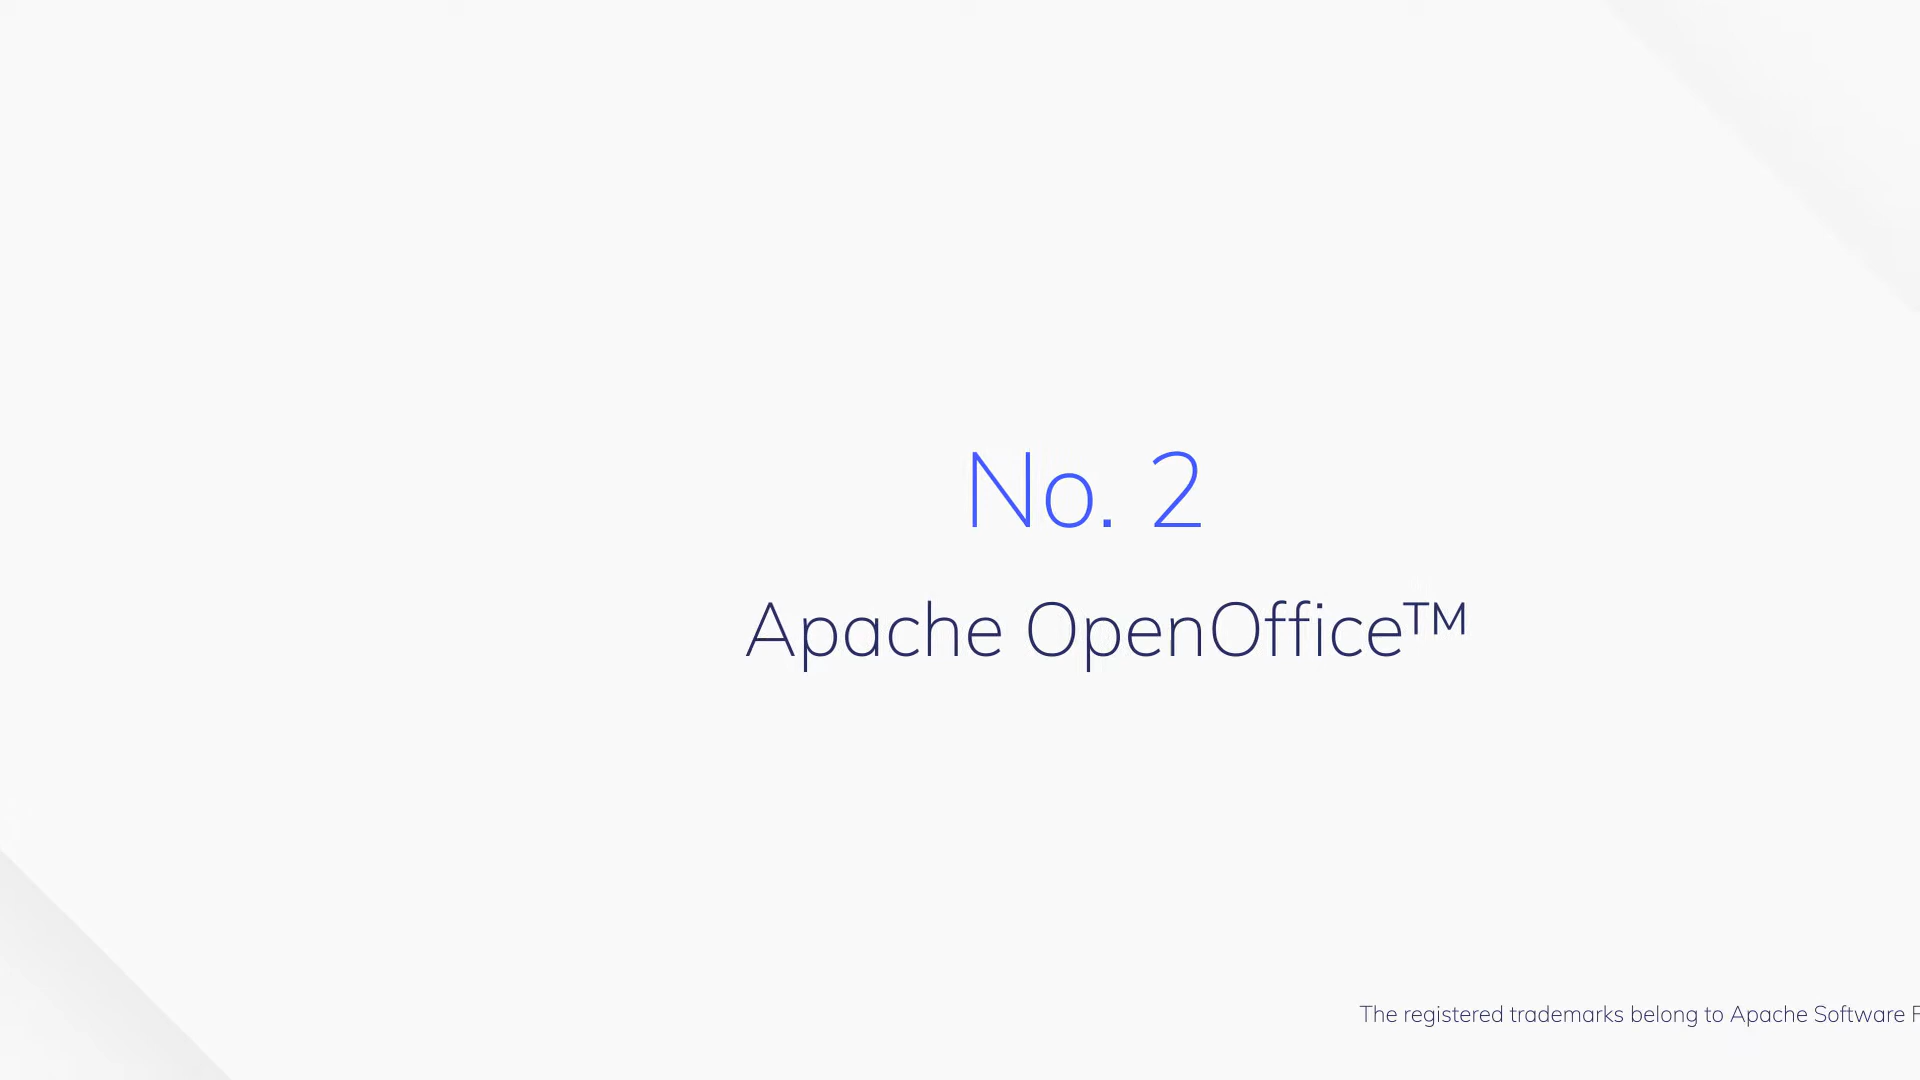 No. 2
Apache OpenOffice™
The registered trademarks belong to Apache Software